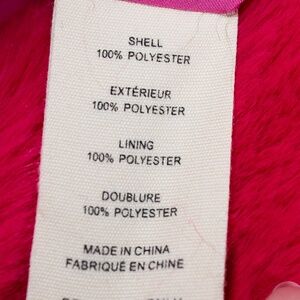 SHELL
100% POLYESTER
EXTÉRIEUR
100% POLYESTER
LINING
100% POLYESTER
DOUBLURE
100% POLYESTER
MADE IN CHINA
FABRIQUÉ EN CHINE